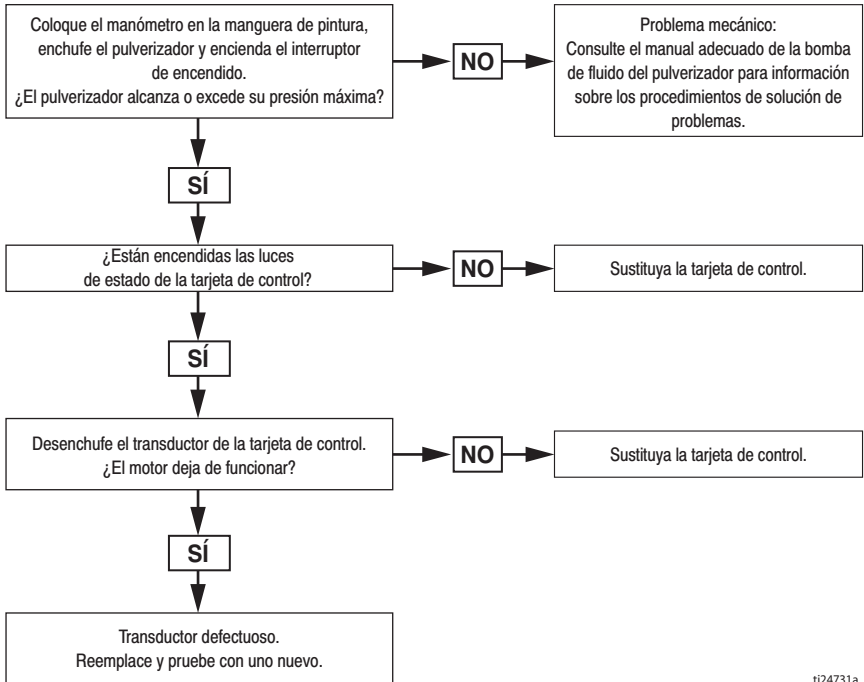 Coloque el manómetro en la manguera de pintura,
enchufe el pulverizador y encienda el interruptor
de encendido.
¿El pulverizador alcanza o excede su presión máxima?
NO
Problema mecánico:
Consulte el manual adecuado de la bomba
de fluido del pulverizador para información
sobre los procedimientos de solución de
problemas.
SÍ
¿Están encendidas las luces
de estado de la tarjeta de control?
NO
Sustituya la tarjeta de control.
SÍ
Desenchufe el transductor de la tarjeta de control.
¿El motor deja de funcionar?
NO
Sustituya la tarjeta de control.
SÍ
Transductor defectuoso.
Reemplace y pruebe con uno nuevo.
ti24731a